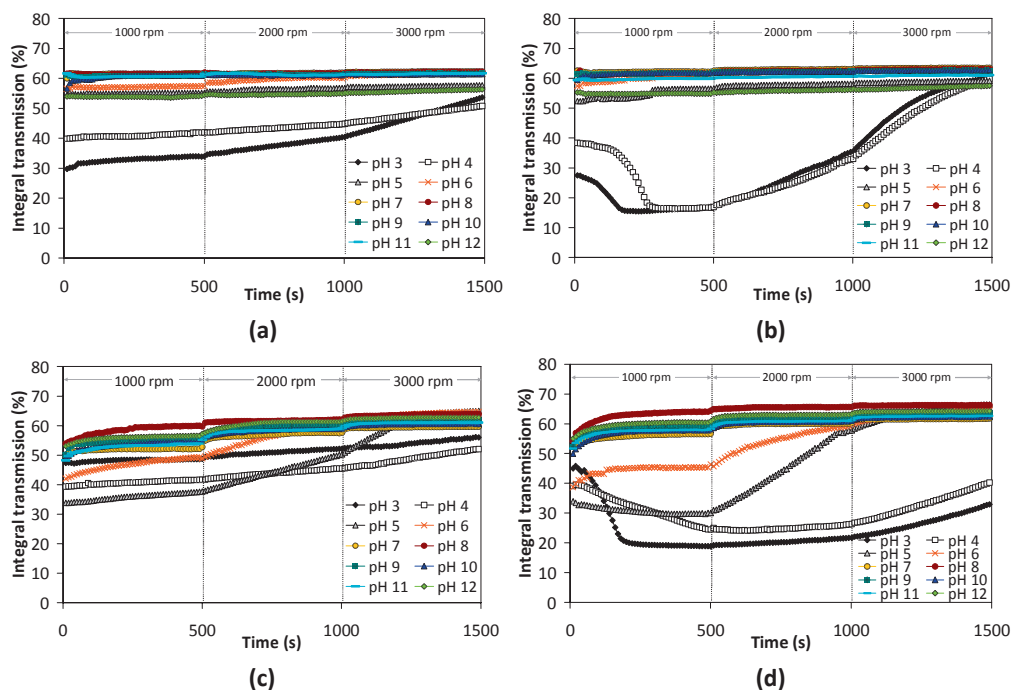 1000 rpm 2000 rpm 3000 rpm
80
70
60
50
40
30
20
10
0
Integral transmission (%)
pH 3 pH 4
pH 5 pH 6
pH 7 pH 8
pH 9 pH 10
pH 11 pH 12
0 500 1000 1500
Time (s)
(a)
1000 rpm 2000 rpm 3000 rpm
80
70
60
50
40
30
20
10
0
Integral transmission (%)
pH 3 pH 4
pH 5 pH 6
pH 7 pH 8
pH 9 pH 10
pH 11 pH 12
0 500 1000 1500
Time (s)
(b)
1000 rpm 2000 rpm 3000 rpm
80
70
60
50
40
30
20
10
0
Integral transmission (%)
pH 3 pH 4
pH 5 pH 6
pH 7 pH 8
pH 9 pH 10
pH 11 pH 12
0 500 1000 1500
Time (s)
(c)
1000 rpm 2000 rpm 3000 rpm
80
70
60
50
40
30
20
10
0
Integral transmission (%)
pH 3 pH 4
pH 5 pH 6
pH 7 pH 8
pH 9 pH 10
pH 11 pH 12
0 500 1000 1500
Time (s)
(d)